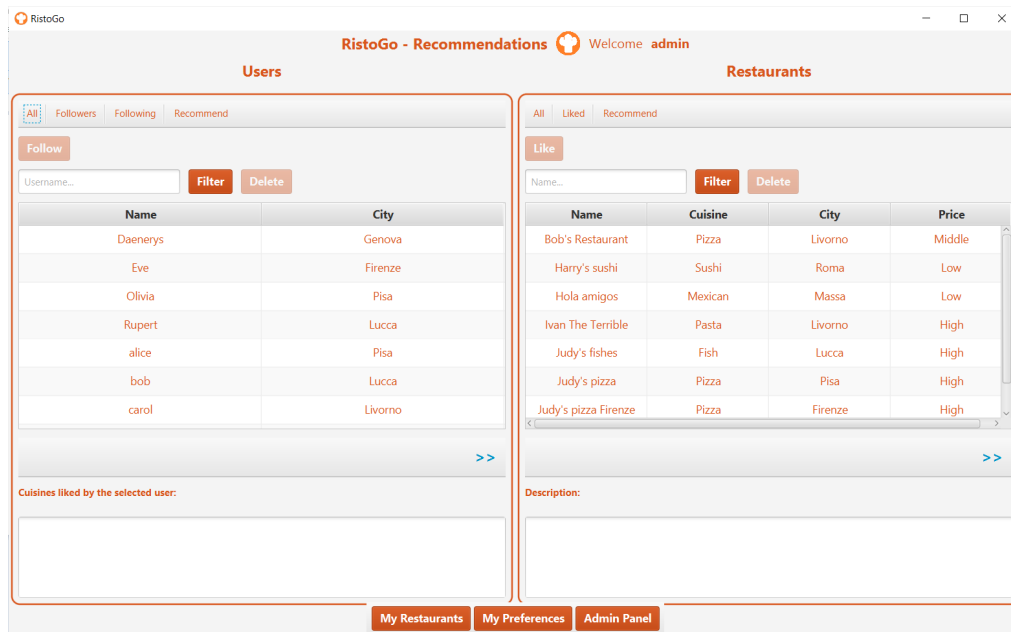 RistoGo
RistoGo - Recommendations Welcome admin
Users
All Followers Following Recommend
Follow
Username... Filter Delete
Name City
Daenerys Genova
Eve Firenze
Olivia Pisa
Rupert Lucca
alice Pisa
bob Lucca
carol Livorno
>>
Cuisines liked by the selected user:
Restaurants
All Liked Recommend
Like
Name... Filter Delete
Name Cuisine City Price
Bob's Restaurant Pizza Livorno Middle
Harry's sushi Sushi Roma Low
Hola amigos Mexican Massa Low
Ivan The Terrible Pasta Livorno High
Judy's fishes Fish Lucca High
Judy's pizza Pizza Pisa High
Judy's pizza Firenze Pizza Firenze High
>>
Description:
My Restaurants My Preferences Admin Panel